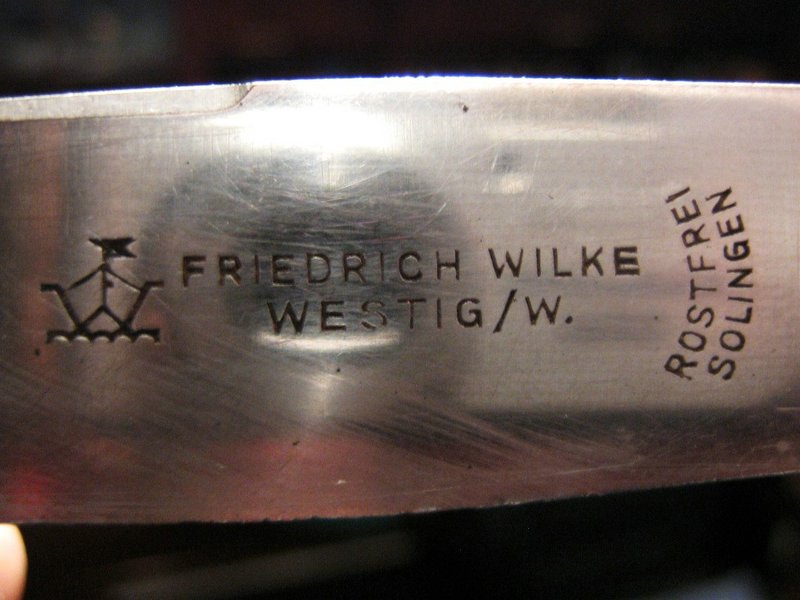 FRIEDRICH WILKE
WESTIG/W.
ROSTFREI
SOLINGEN